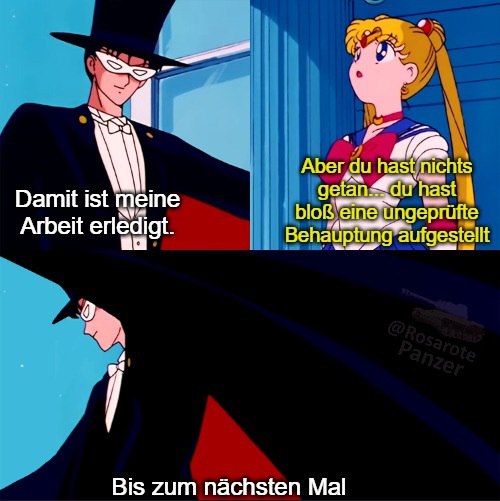 Damit ist meine
Arbeit erledigt.
Aber du hast nichts
getan... du hast
bloß eine ungeprüfte
Behauptung aufgestellt
@Rosarote
Panzer
Bis zum nächsten Mal